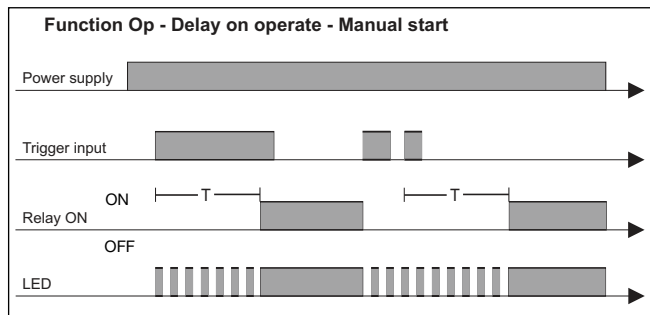 Function Op - Delay on operate - Manual start
Power supply
Trigger input
ON
T
T
Relay ON
OFF
LED